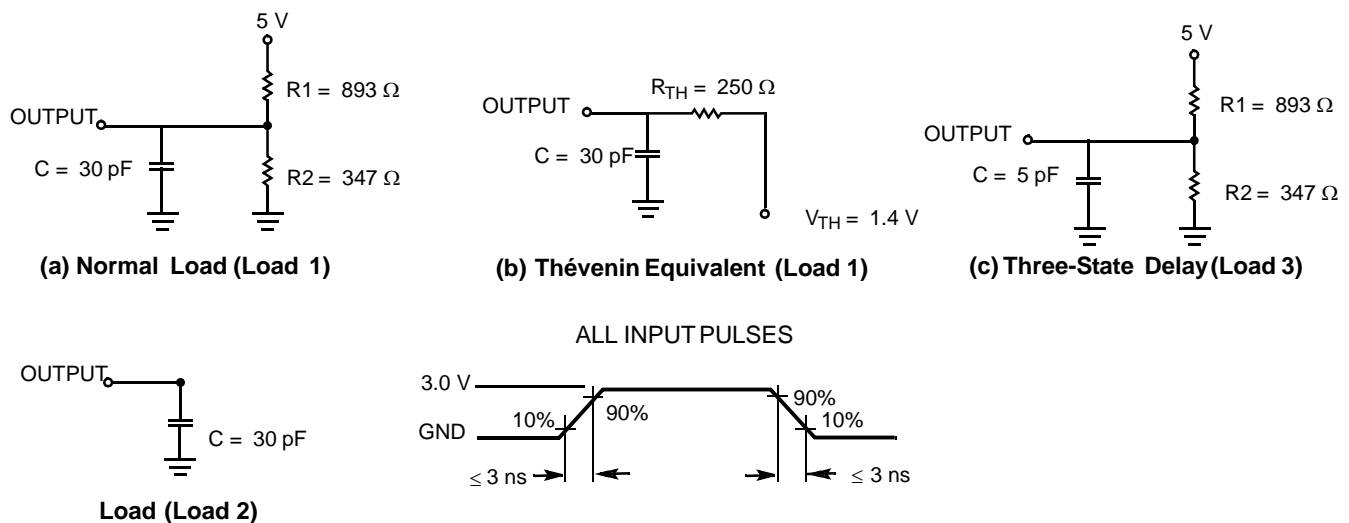 5 V
R1 = 893 Ω
OUTPUT
C = 30 pF
R2 = 347 Ω
(a) Normal Load (Load 1)
RTH = 250 Ω
OUTPUT
C = 30 pF
VTH = 1.4 V
(b) Thévenin Equivalent (Load 1)
5 V
R1 = 893 Ω
OUTPUT
C = 5 pF
R2 = 347 Ω
(c) Three-State Delay (Load 3)
OUTPUT
C = 30 pF
Load (Load 2)
ALL INPUT PULSES
3.0 V
GND
10%
90%
90%
10%
≤ 3 ns
≤ 3 ns